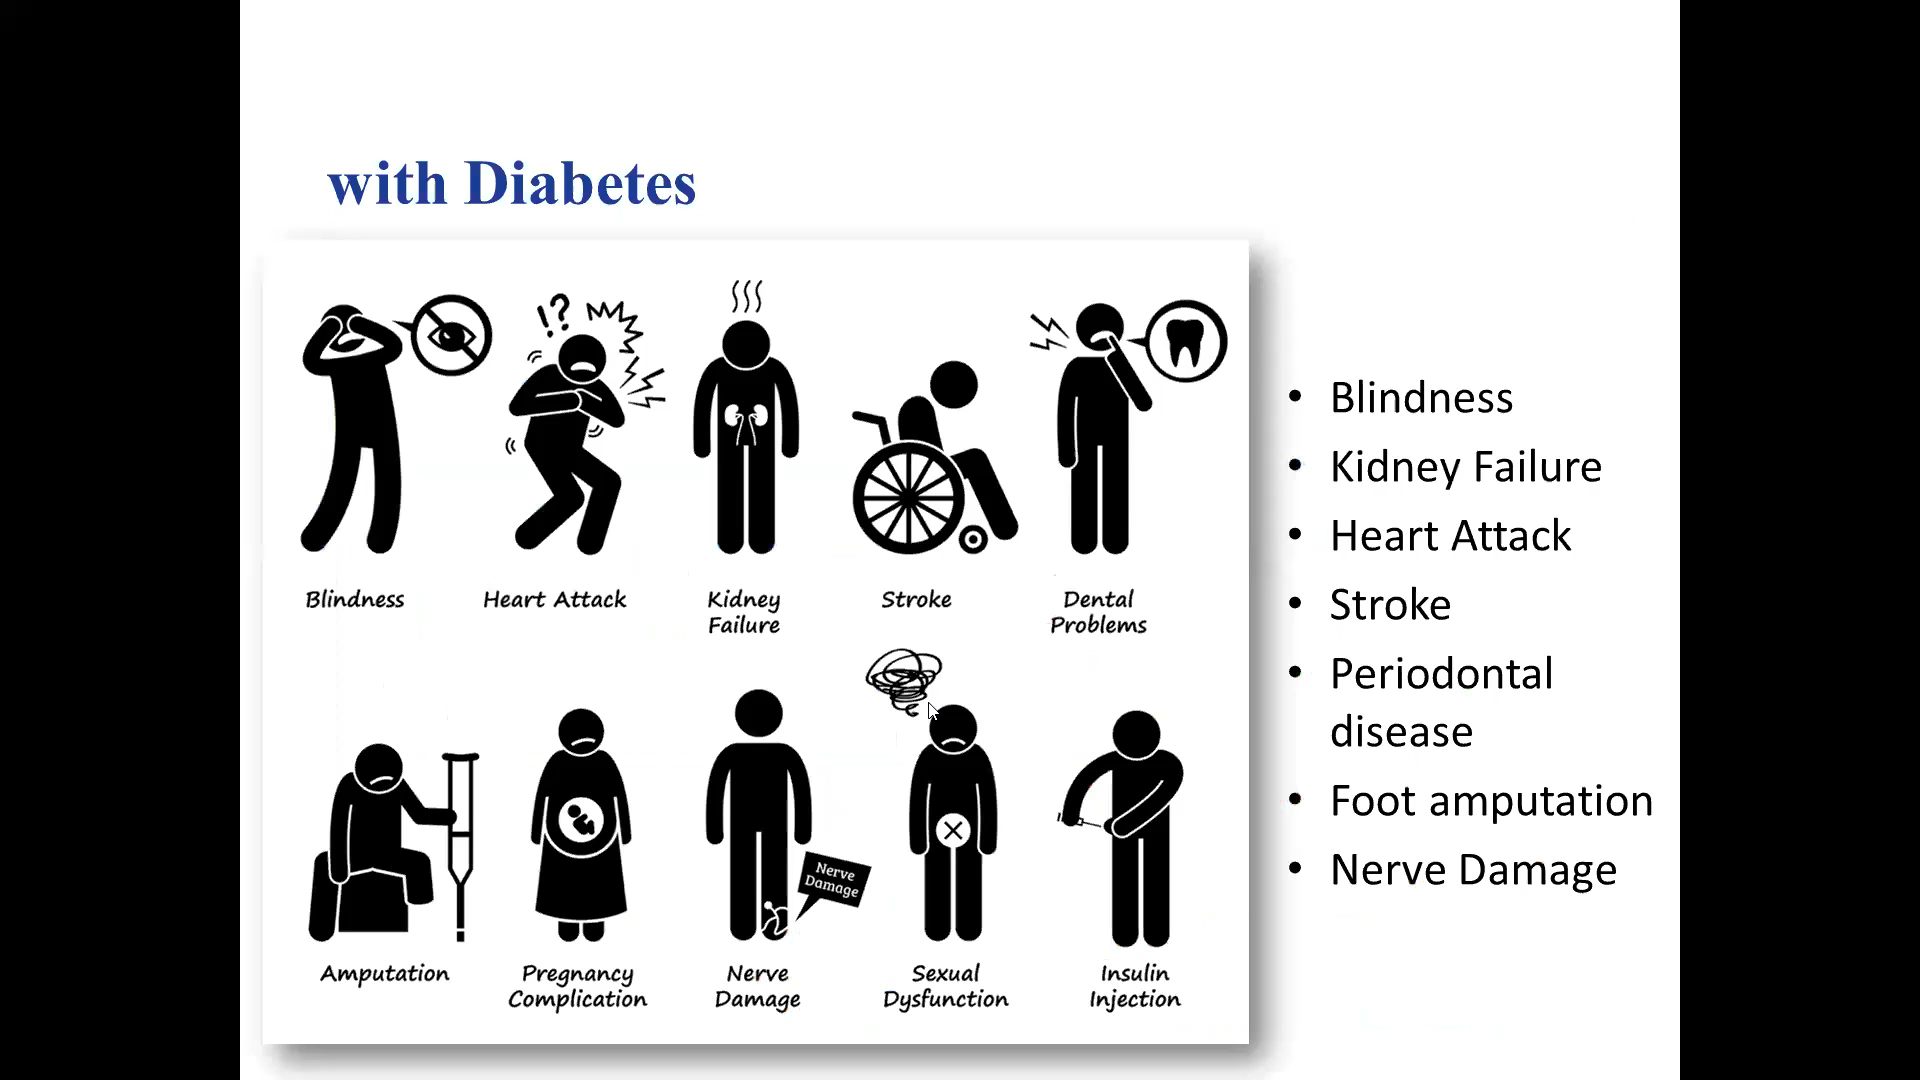 with Diabetes
Blindness
Heart Attack
Kidney
Failure
Stroke
Dental
Problems
Amputation
Pregnancy
Complication
Nerve
Damage
Nerve
Damage
Sexual
Dysfunction
Insulin
Injection
• Blindness
• Kidney Failure
• Heart Attack
• Stroke
• Periodontal
disease
• Foot amputation
• Nerve Damage